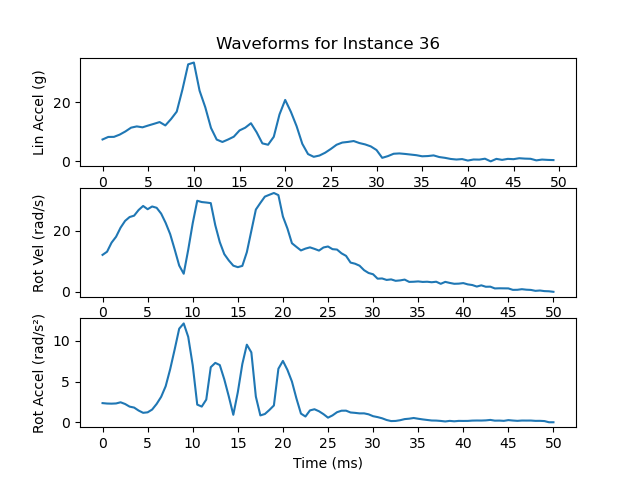 Waveforms for Instance 36
Lin Accel (g)
20
0
0 5 10 15 20 25 30 35 40 45 50
Rot Vel (rad/s)
20
0
0 5 10 15 20 25 30 35 40 45 50
Rot Accel (rad/s²)
10
5
0
0 5 10 15 20 25 30 35 40 45 50
Time (ms)